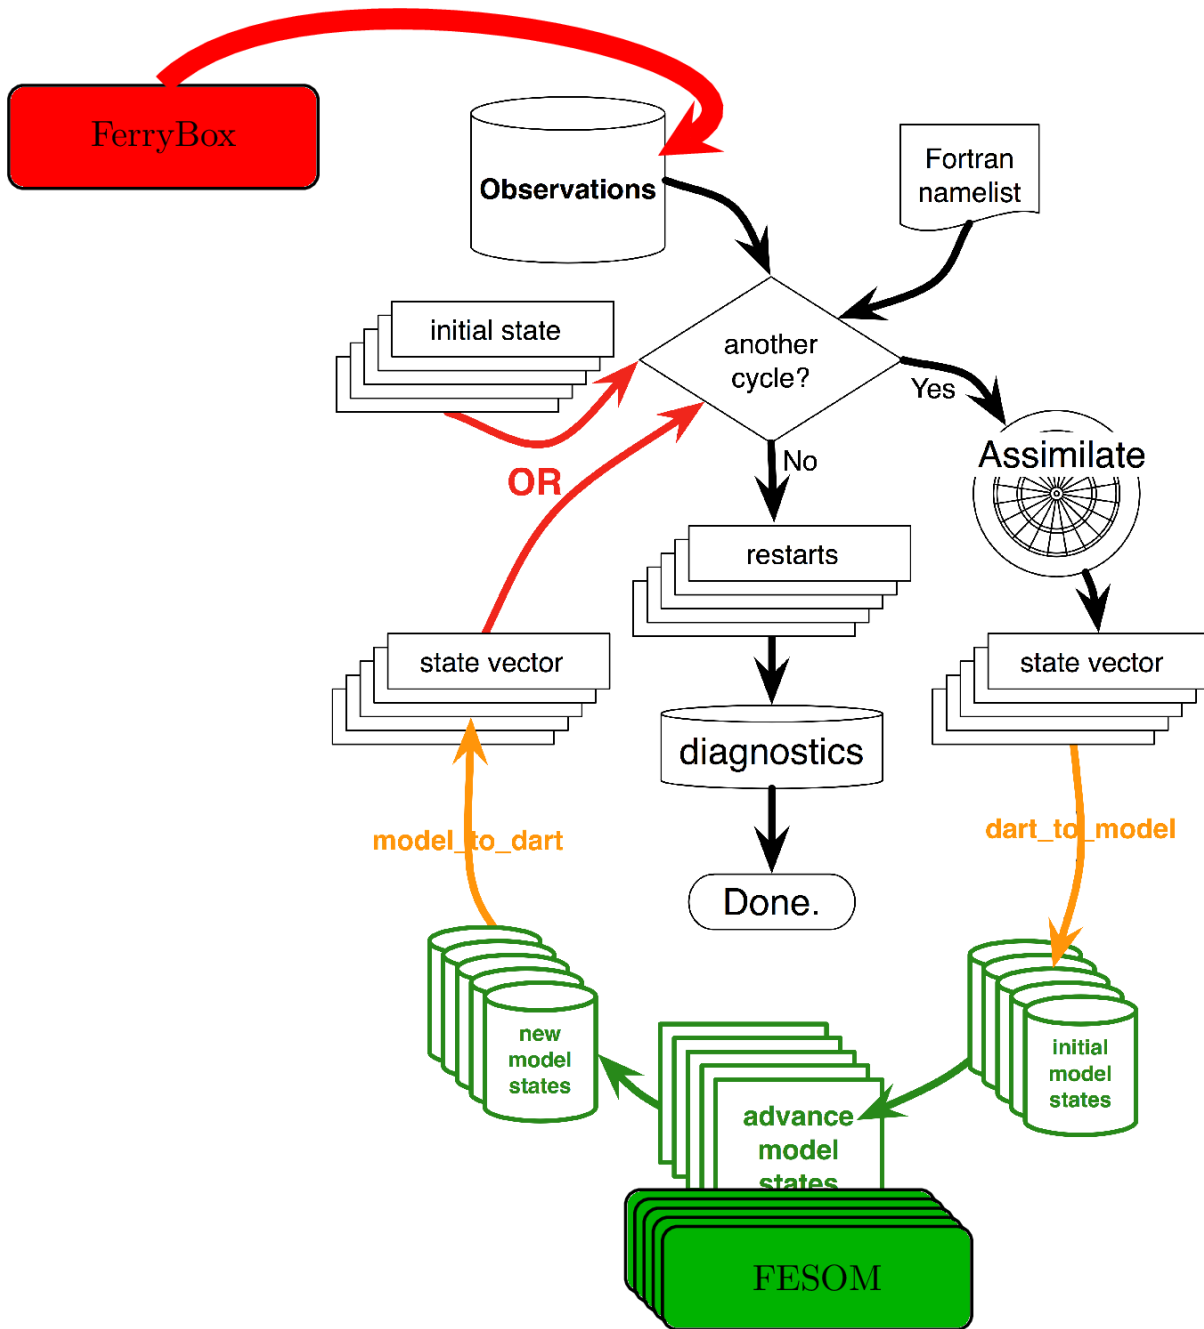 FerryBox
Observations
Fortran
namelist
initial state
another
cycle?
Yes
Assimilate
OR
No
restarts
state vector
state vector
diagnostics
model_to_dart
dart_to_model
Done.
new
model
states
initial
model
states
advance
model
states
FESOM